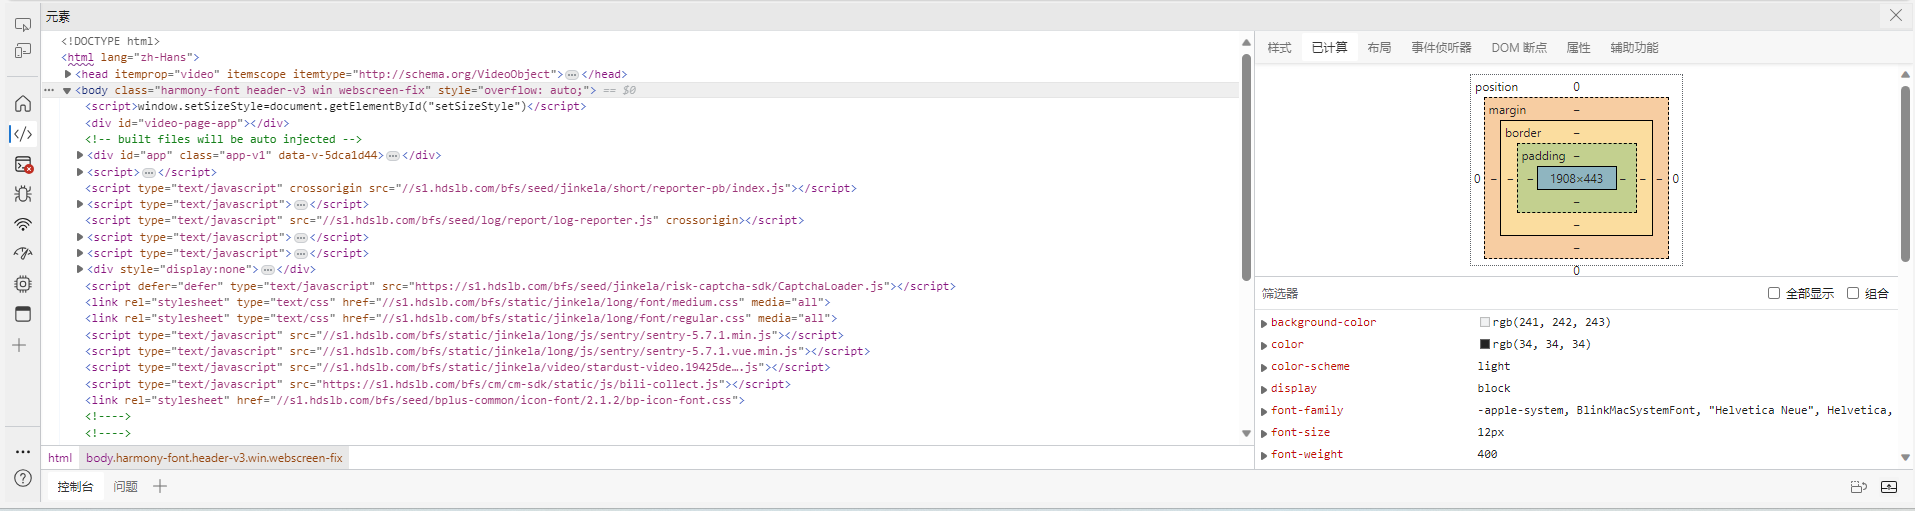 元素
<!DOCTYPE html>
<html lang="zh-Hans">
<head itemprop="video" itemscope itemtype="http://schema.org/VideoObject">…</head>
… <body class="harmony-font header-v3 win webscreen-fix" style="overflow: auto;"> == $0
<script>window.setSizeStyle=document.getElementById("setSizeStyle")</script>
<div id="video-page-app"></div>
<!-- built files will be auto injected -->
<div id="app" class="app-v1" data-v-5dca1d44>…</div>
<script>…</script>
<script type="text/javascript" crossorigin src="//s1.hdslb.com/bfs/seed/jinkela/short/reporter-pb/index.js"></script>
<script type="text/javascript">…</script>
<script type="text/javascript" src="//s1.hdslb.com/bfs/seed/log/report/log-reporter.js" crossorigin></script>
<script type="text/javascript">…</script>
<script type="text/javascript">…</script>
<div style="display:none">…</div>
<script defer="defer" type="text/javascript" src="https://s1.hdslb.com/bfs/seed/jinkela/risk-captcha-sdk/CaptchaLoader.js"></script>
<link rel="stylesheet" type="text/css" href="//s1.hdslb.com/bfs/static/jinkela/long/font/medium.css" media="all">
<link rel="stylesheet" type="text/css" href="//s1.hdslb.com/bfs/static/jinkela/long/font/regular.css" media="all">
<script type="text/javascript" src="//s1.hdslb.com/bfs/static/jinkela/long/js/sentry/sentry-5.7.1.min.js"></script>
<script type="text/javascript" src="//s1.hdslb.com/bfs/static/jinkela/long/js/sentry/sentry-5.7.1.vue.min.js"></script>
<script type="text/javascript" src="//s1.hdslb.com/bfs/static/jinkela/video/stardust-video.19425de….js"></script>
<script type="text/javascript" src="https://s1.hdslb.com/bfs/cm/cm-sdk/static/js/bili-collect.js"></script>
<link rel="stylesheet" href="//s1.hdslb.com/bfs/seed/bplus-common/icon-font/2.1.2/bp-icon-font.css">
<!---->
<!---->
html body.harmony-font.header-v3.win.webscreen-fix
控制台 问题
样式 已计算 布局 事件侦听器 DOM 断点 属性 辅助功能
position 0
margin –
border –
padding –
0 – – – 1908×443 – – – 0
–
–
–
0
筛选器 全部显示 组合
background-color rgb(241, 242, 243)
color rgb(34, 34, 34)
color-scheme light
display block
font-family -apple-system, BlinkMacSystemFont, "Helvetica Neue", Helvetica,
font-size 12px
font-weight 400